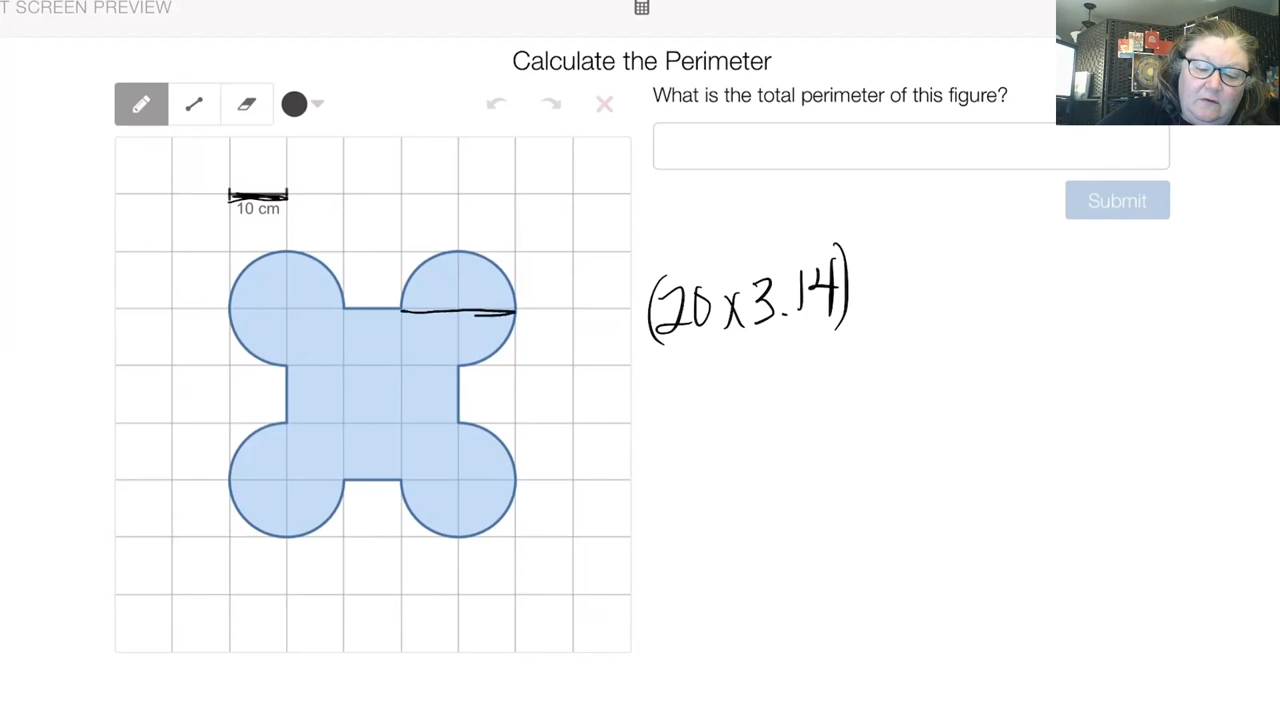 T SCREEN PREVIEW
Calculate the Perimeter
What is the total perimeter of this figure?
Submit
10 cm
(20 x 3.14)